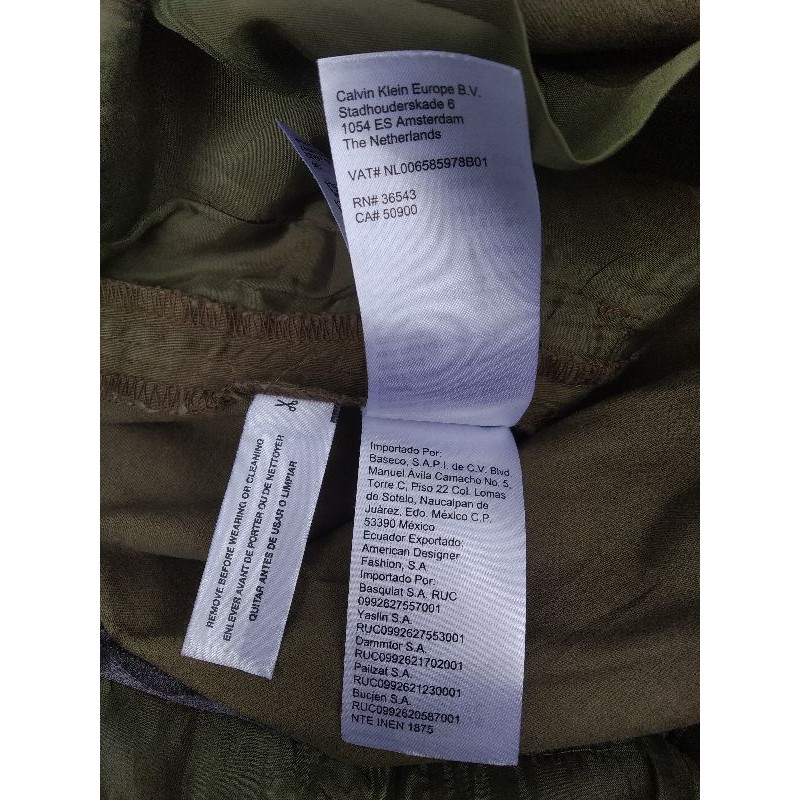 Calvin Klein Europe B.V.
Stadhouderskade 6
1054 ES Amsterdam
The Netherlands
VAT# NL006585978B01
RN# 36543
CA# 50900
Importado Por:
Baseco, S.A.P.I. de C.V. Blvd.
Manuel Ávila Camacho No. 5,
Torre C, Piso 22 Col. Lomas
de Sotelo, Naucalpan de
Juárez, Edo. México C.P.
53390 México
Ecuador Exportado:
American Designer
Fashion, S.A
Importado Por:
Basquiat S.A. RUC
0992627557001
Yaslin S.A.
RUC0992627553001
Dammtor S.A.
RUC0992621702001
Pailzat S.A.
RUC0992621230001
Bucjen S.A.
RUC0992620587001
NTE INEN 1875
REMOVE BEFORE WEARING OR CLEANING
ENLEVER AVANT DE PORTER OU DE NETTOYER
QUITAR ANTES DE USAR O LIMPIAR